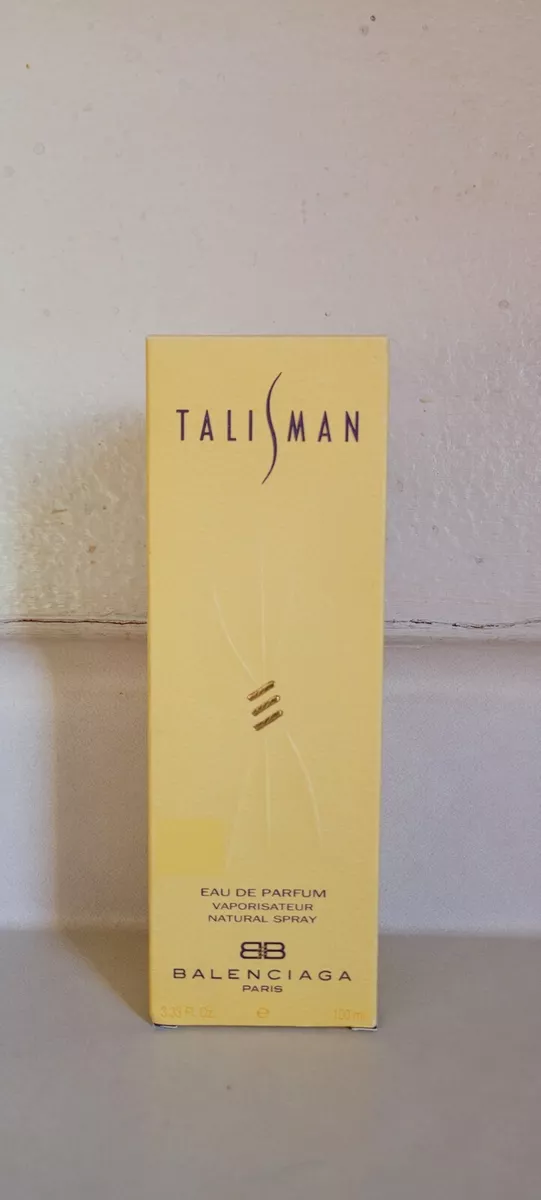 TALISMAN
EAU DE PARFUM
VAPORISATEUR
NATURAL SPRAY
BB
BALENCIAGA
PARIS
3.33 Fl. Oz. e 100 ml